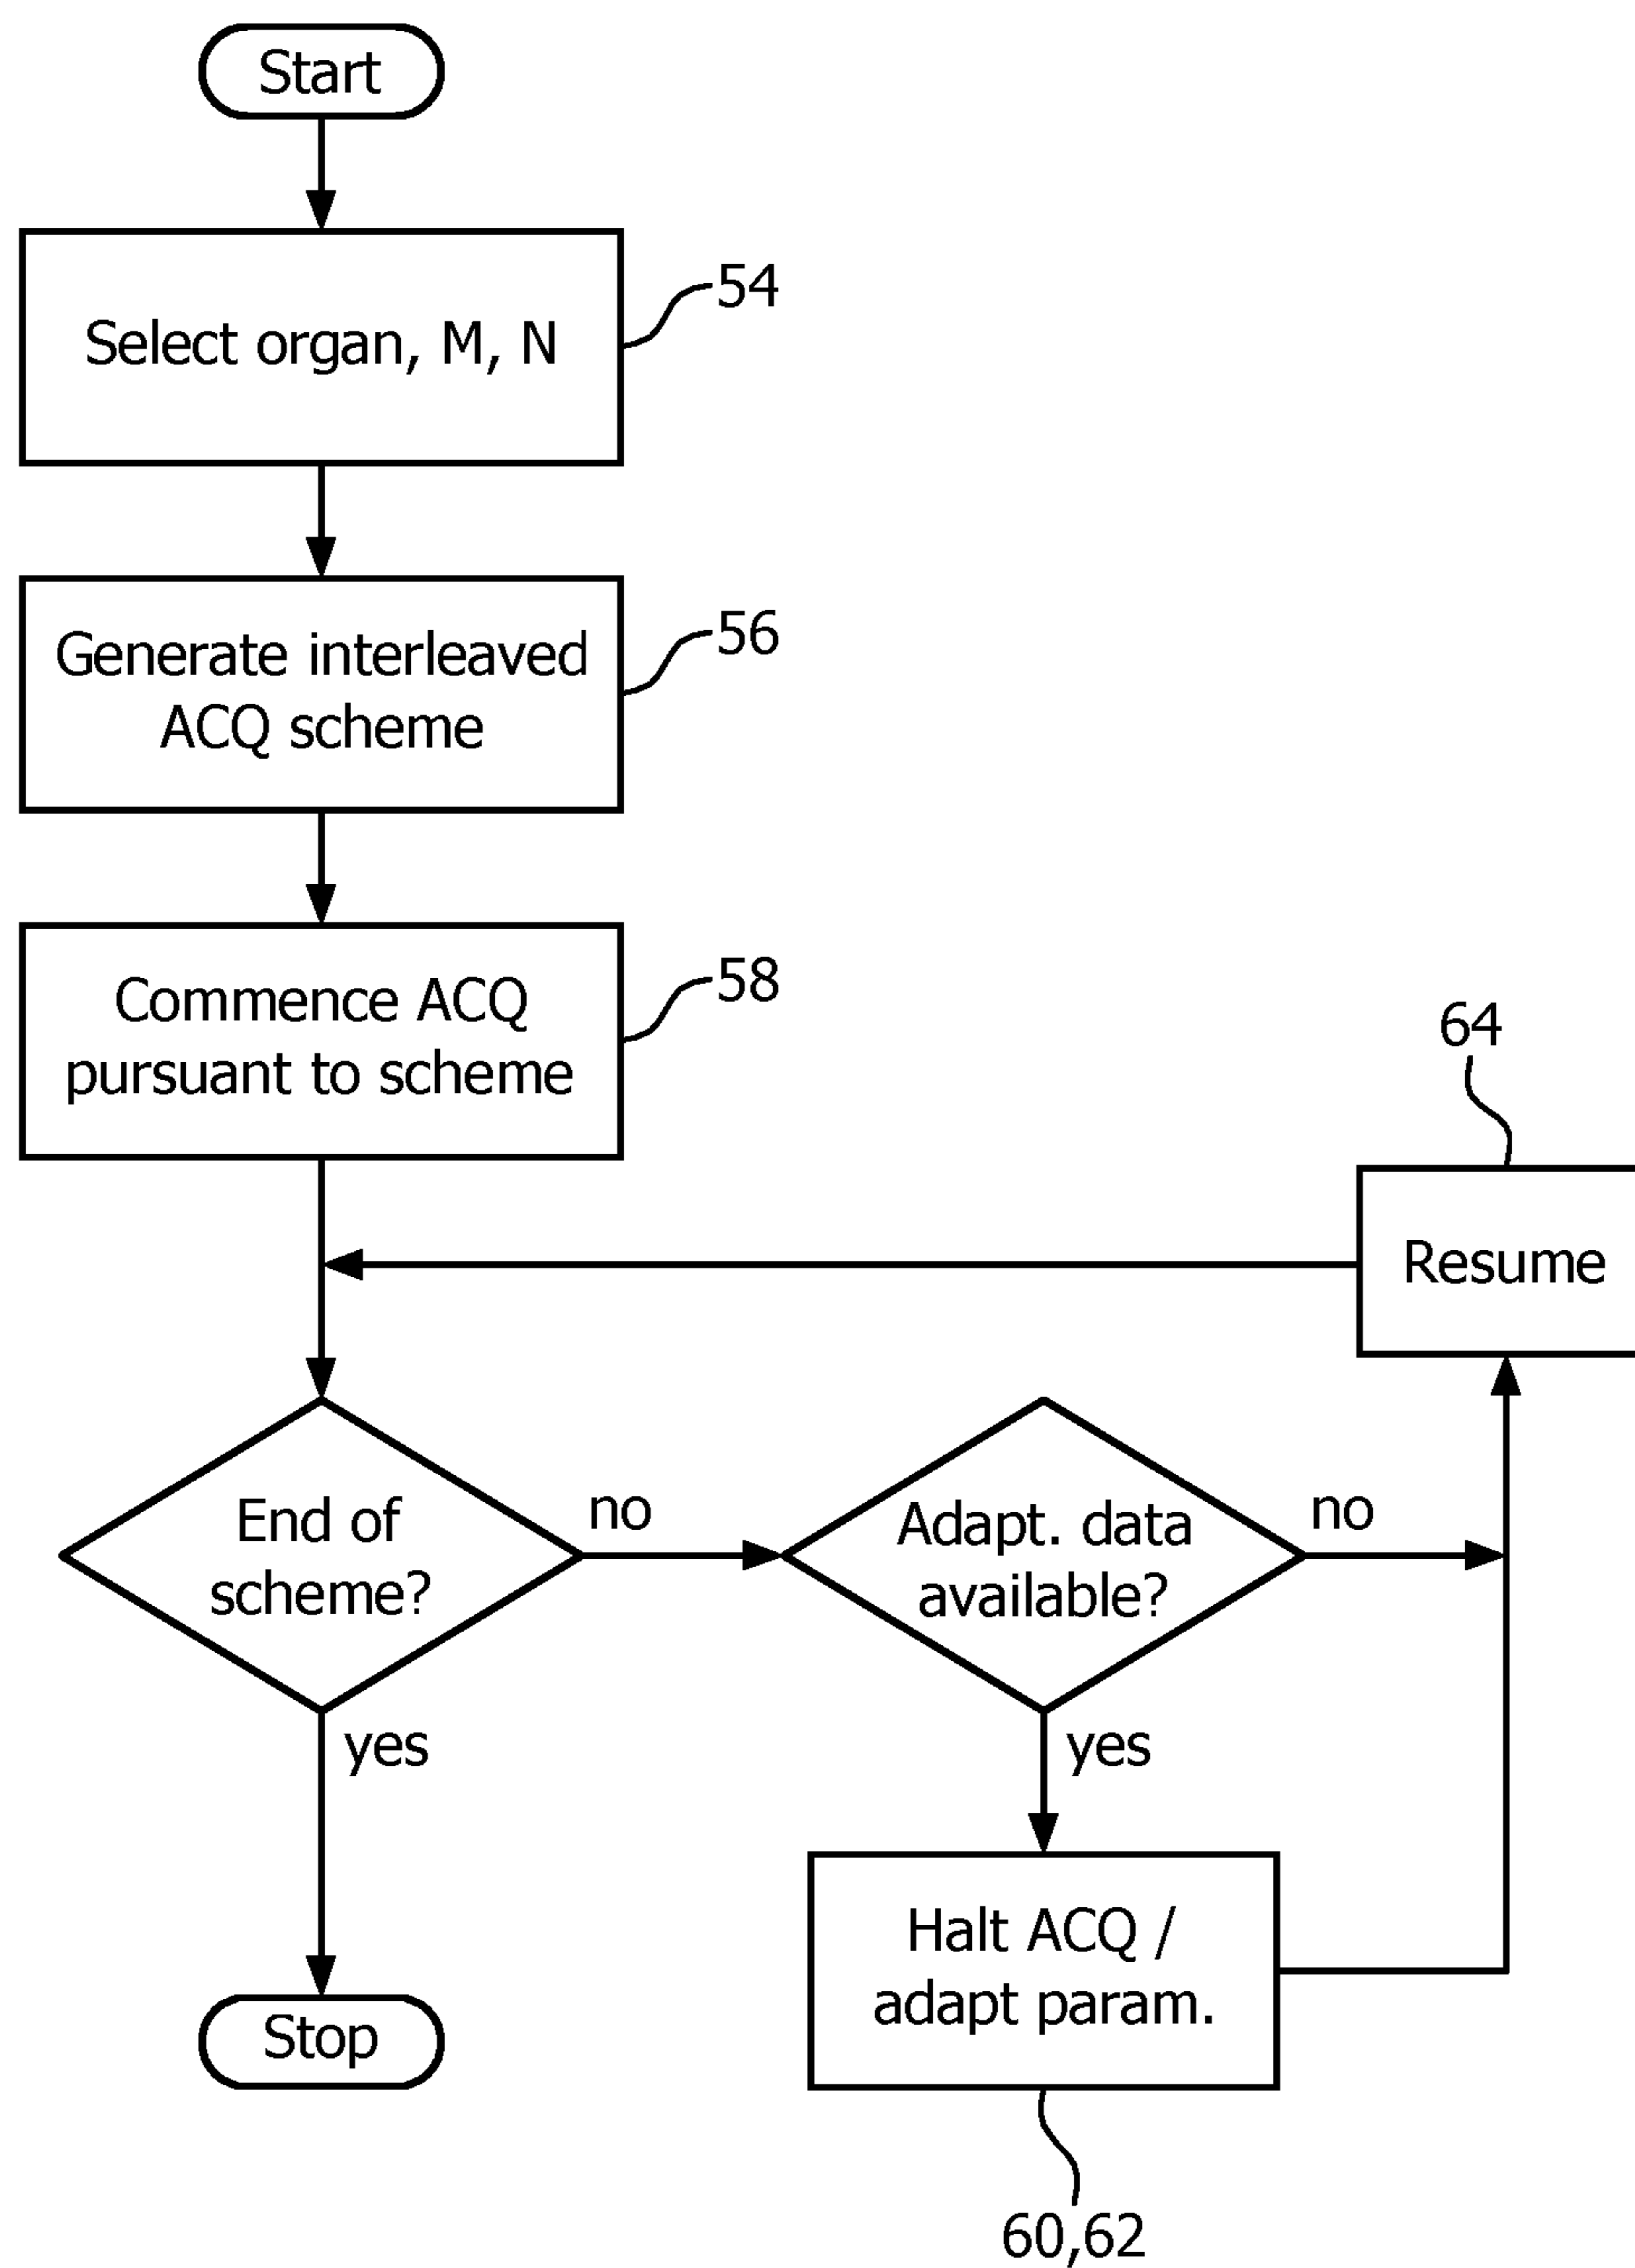 Start
Select organ, M, N
54
Generate interleaved
ACQ scheme
56
Commence ACQ
pursuant to scheme
58
64
Resume
End of
scheme?
no
Adapt. data
available?
no
yes
yes
Halt ACQ /
adapt param.
Stop
60,62